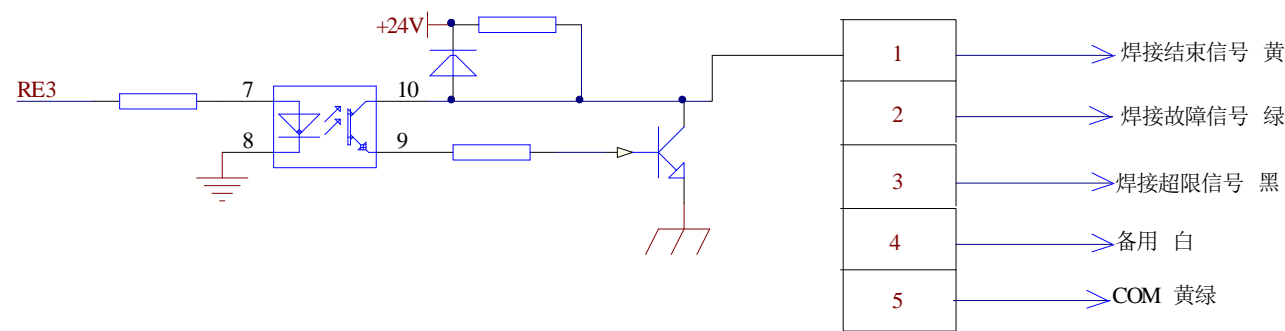 +24V
RE3
7
8
10
9
1 焊接结束信号 黄
2 焊接故障信号 绿
3 焊接超限信号 黑
4 备用 白
5 COM 黄绿